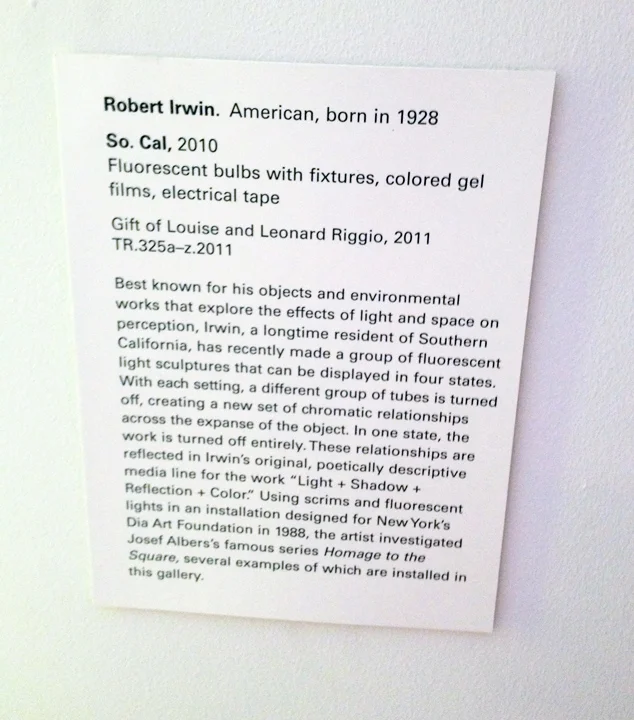 Robert Irwin. American, born in 1928
So. Cal, 2010
Fluorescent bulbs with fixtures, colored gel
films, electrical tape
Gift of Louise and Leonard Riggio, 2011
TR.325a–z.2011
Best known for his objects and environmental
works that explore the effects of light and space on
perception, Irwin, a longtime resident of Southern
California, has recently made a group of fluorescent
light sculptures that can be displayed in four states.
With each setting, a different group of tubes is turned
off, creating a new set of chromatic relationships
across the expanse of the object. In one state, the
work is turned off entirely. These relationships are
reflected in Irwin's original, poetically descriptive
media line for the work “Light + Shadow +
Reflection + Color.” Using scrims and fluorescent
lights in an installation designed for New York's
Dia Art Foundation in 1988, the artist investigated
Josef Albers's famous series Homage to the
Square, several examples of which are installed in
this gallery.